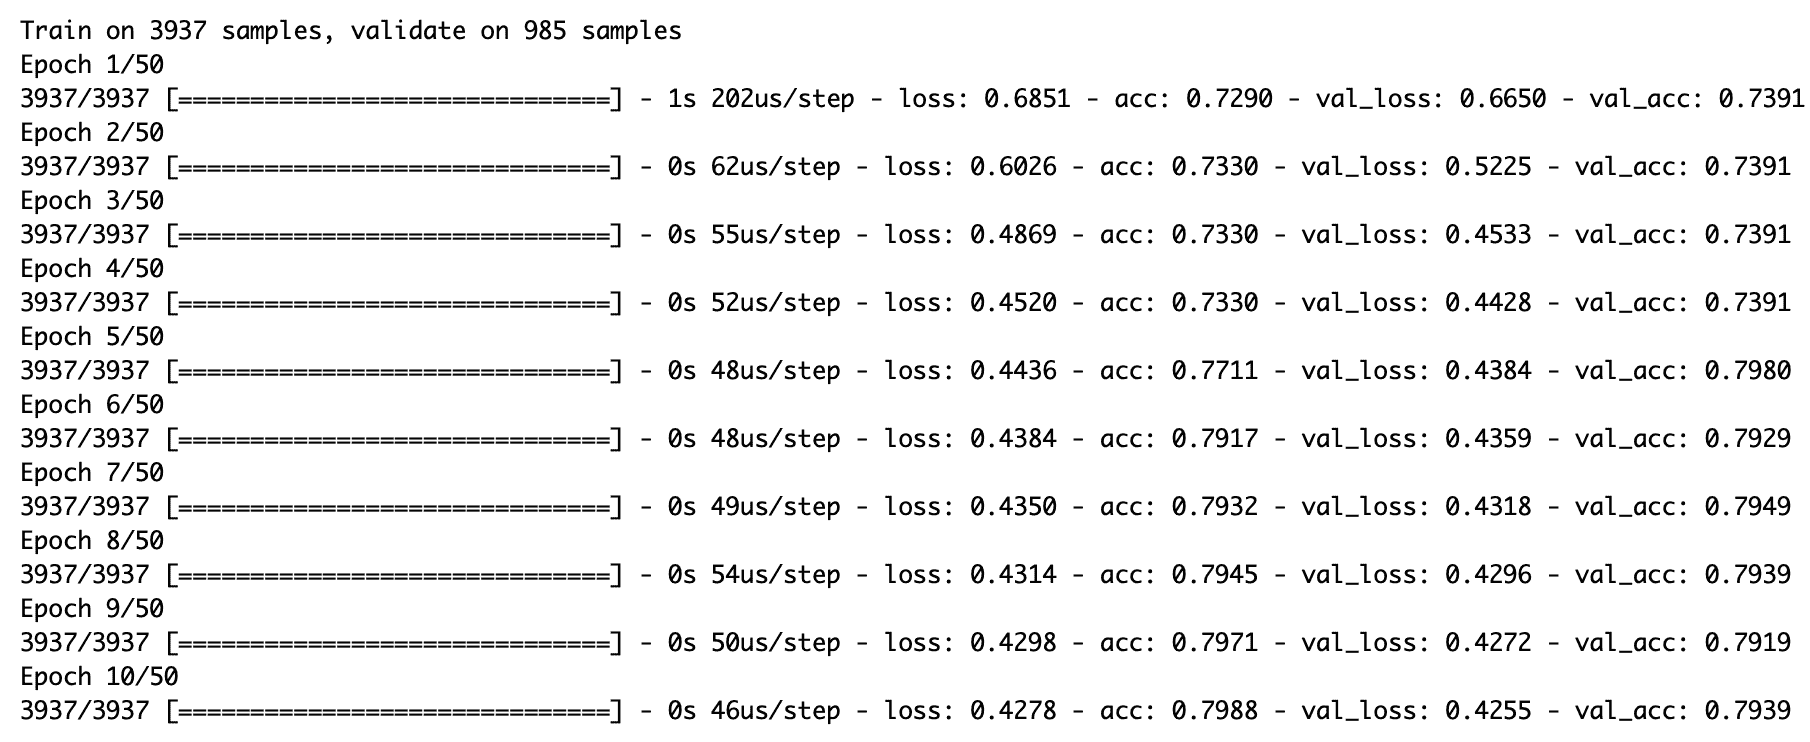 Train on 3937 samples, validate on 985 samples
Epoch 1/50
3937/3937 [==============================] - 1s 202us/step - loss: 0.6851 - acc: 0.7290 - val_loss: 0.6650 - val_acc: 0.7391
Epoch 2/50
3937/3937 [==============================] - 0s 62us/step - loss: 0.6026 - acc: 0.7330 - val_loss: 0.5225 - val_acc: 0.7391
Epoch 3/50
3937/3937 [==============================] - 0s 55us/step - loss: 0.4869 - acc: 0.7330 - val_loss: 0.4533 - val_acc: 0.7391
Epoch 4/50
3937/3937 [==============================] - 0s 52us/step - loss: 0.4520 - acc: 0.7330 - val_loss: 0.4428 - val_acc: 0.7391
Epoch 5/50
3937/3937 [==============================] - 0s 48us/step - loss: 0.4436 - acc: 0.7711 - val_loss: 0.4384 - val_acc: 0.7980
Epoch 6/50
3937/3937 [==============================] - 0s 48us/step - loss: 0.4384 - acc: 0.7917 - val_loss: 0.4359 - val_acc: 0.7929
Epoch 7/50
3937/3937 [==============================] - 0s 49us/step - loss: 0.4350 - acc: 0.7932 - val_loss: 0.4318 - val_acc: 0.7949
Epoch 8/50
3937/3937 [==============================] - 0s 54us/step - loss: 0.4314 - acc: 0.7945 - val_loss: 0.4296 - val_acc: 0.7939
Epoch 9/50
3937/3937 [==============================] - 0s 50us/step - loss: 0.4298 - acc: 0.7971 - val_loss: 0.4272 - val_acc: 0.7919
Epoch 10/50
3937/3937 [==============================] - 0s 46us/step - loss: 0.4278 - acc: 0.7988 - val_loss: 0.4255 - val_acc: 0.7939